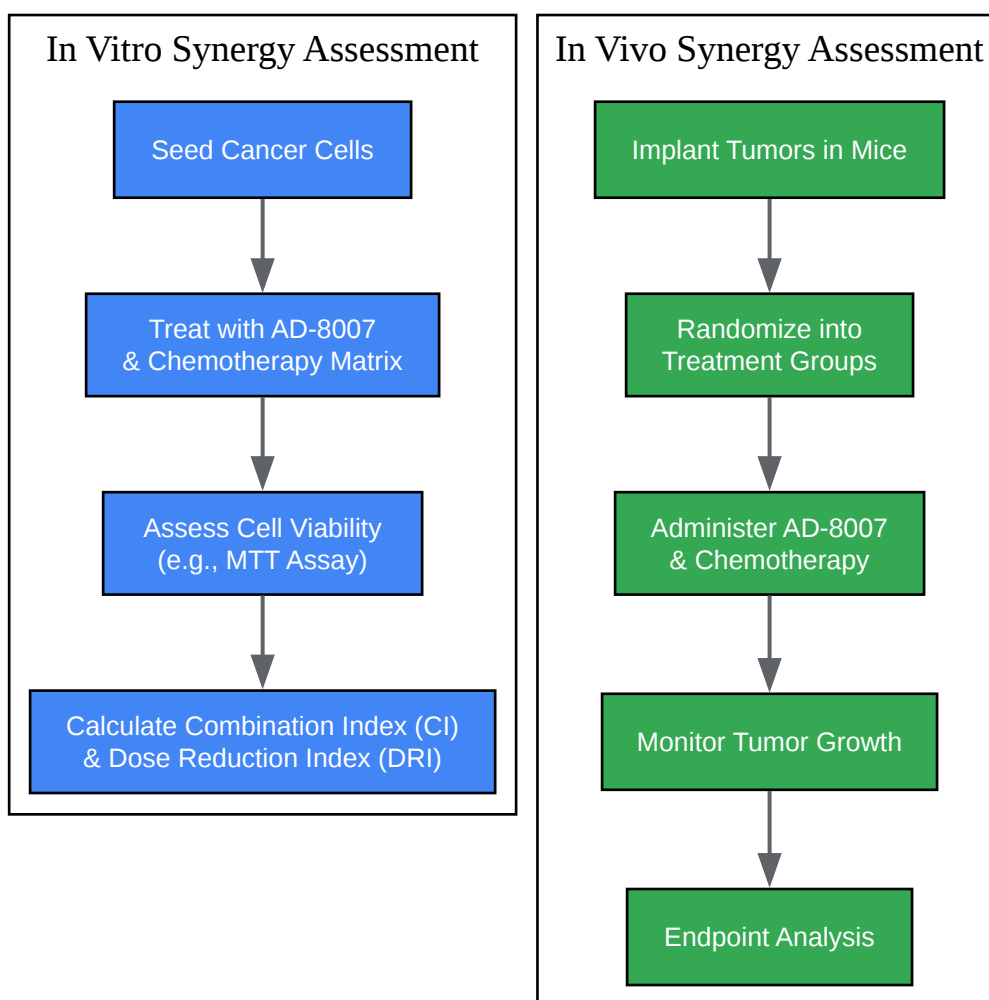 In Vitro Synergy Assessment
Seed Cancer Cells
Treat with AD-8007
& Chemotherapy Matrix
Assess Cell Viability
(e.g., MTT Assay)
Calculate Combination Index (CI)
& Dose Reduction Index (DRI)
In Vivo Synergy Assessment
Implant Tumors in Mice
Randomize into
Treatment Groups
Administer AD-8007
& Chemotherapy
Monitor Tumor Growth
Endpoint Analysis